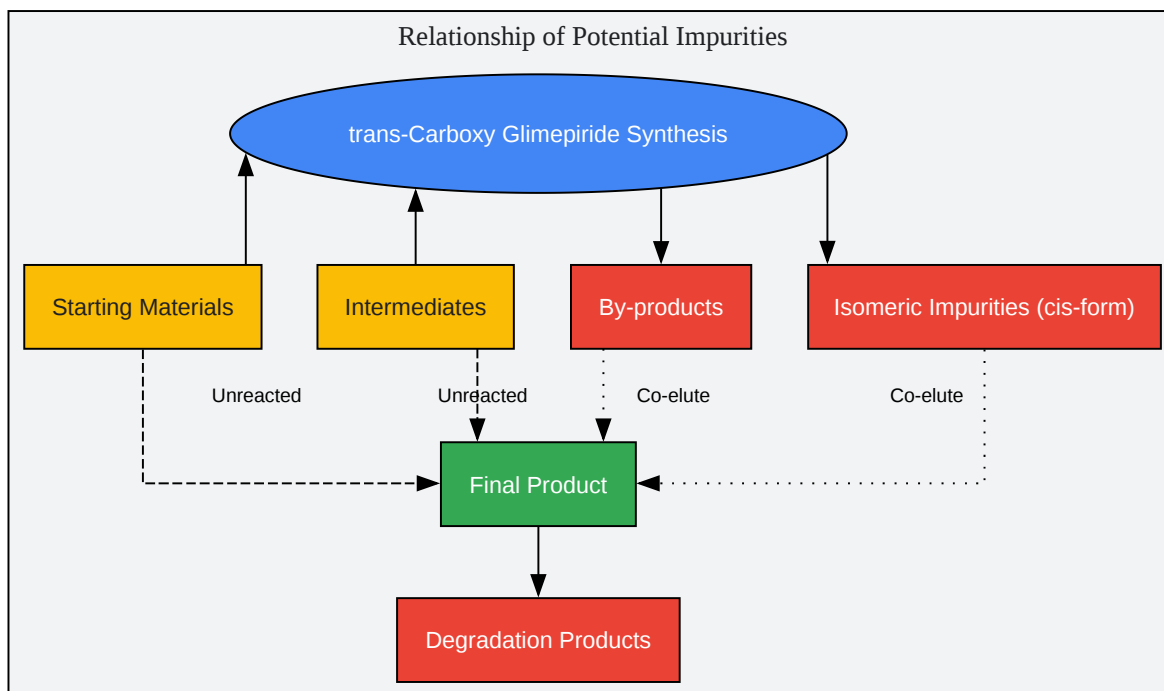 Relationship of Potential Impurities
trans-Carboxy Glimepiride Synthesis
Starting Materials
Intermediates
By-products
Isomeric Impurities (cis-form)
Unreacted
Unreacted
Co-elute
Co-elute
Final Product
Degradation Products